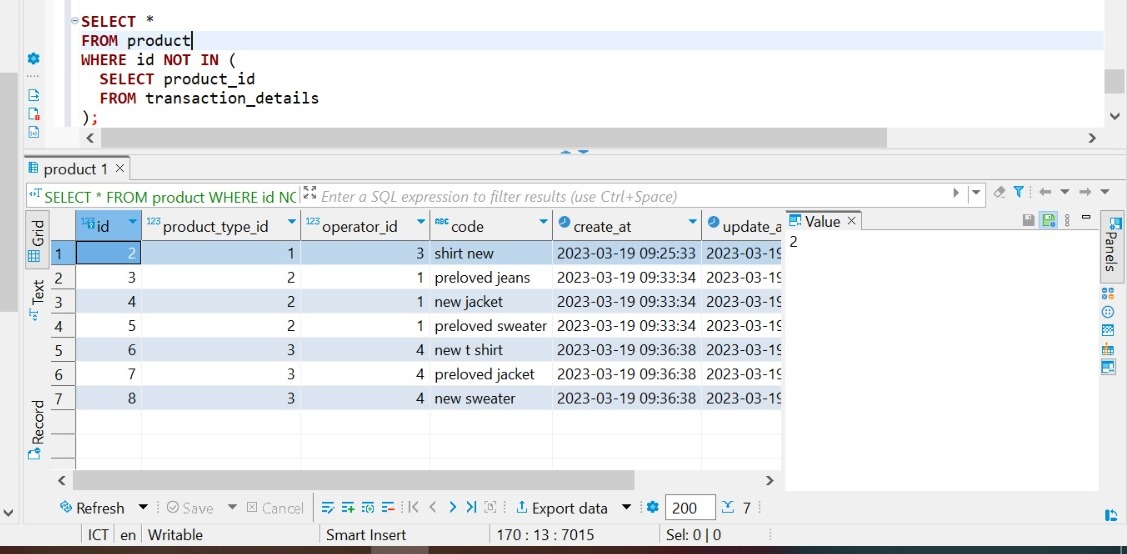 SELECT *
FROM product
WHERE id NOT IN (
SELECT product_id
FROM transaction_details
);
product 1
SELECT * FROM product WHERE id NO Enter a SQL expression to filter results (use Ctrl+Space)
Grid
Text
Record
123 id 123 product_type_id 123 operator_id ABC code create_at update_a
1 2 1 3 shirt new 2023-03-19 09:25:33 2023-03-19
2 3 2 1 preloved jeans 2023-03-19 09:33:34 2023-03-19
3 4 2 1 new jacket 2023-03-19 09:33:34 2023-03-19
4 5 2 1 preloved sweater 2023-03-19 09:33:34 2023-03-19
5 6 3 4 new t shirt 2023-03-19 09:36:38 2023-03-19
6 7 3 4 preloved jacket 2023-03-19 09:36:38 2023-03-19
7 8 3 4 new sweater 2023-03-19 09:36:38 2023-03-19
Value
2
Panels
Refresh Save Cancel Export data 200 7
ICT en Writable Smart Insert 170 : 13 : 7015 Sel: 0 | 0